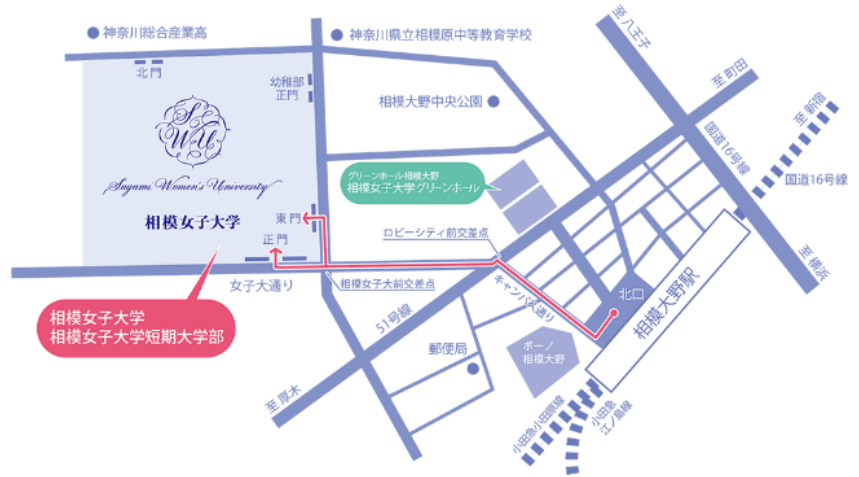 神奈川総合産業高
神奈川県立相模原中等教育学校
至八王子
至町田
至新宿
北門
幼稚部
正門
相模大野中央公園
国道16号線
国道16号線
SWU
Sagami Women's University
相模女子大学
グリーンホール相模大野
相模女子大学グリーンホール
東門
正門
ロビーシティ前交差点
至横浜
女子大通り
相模女子大前交差点
キャンパス通り
北口
相模大野駅
相模女子大学
相模女子大学短期大学部
51号線
郵便局
ボーノ
相模大野
至厚木
小田急小田原線
小田急
江ノ島線